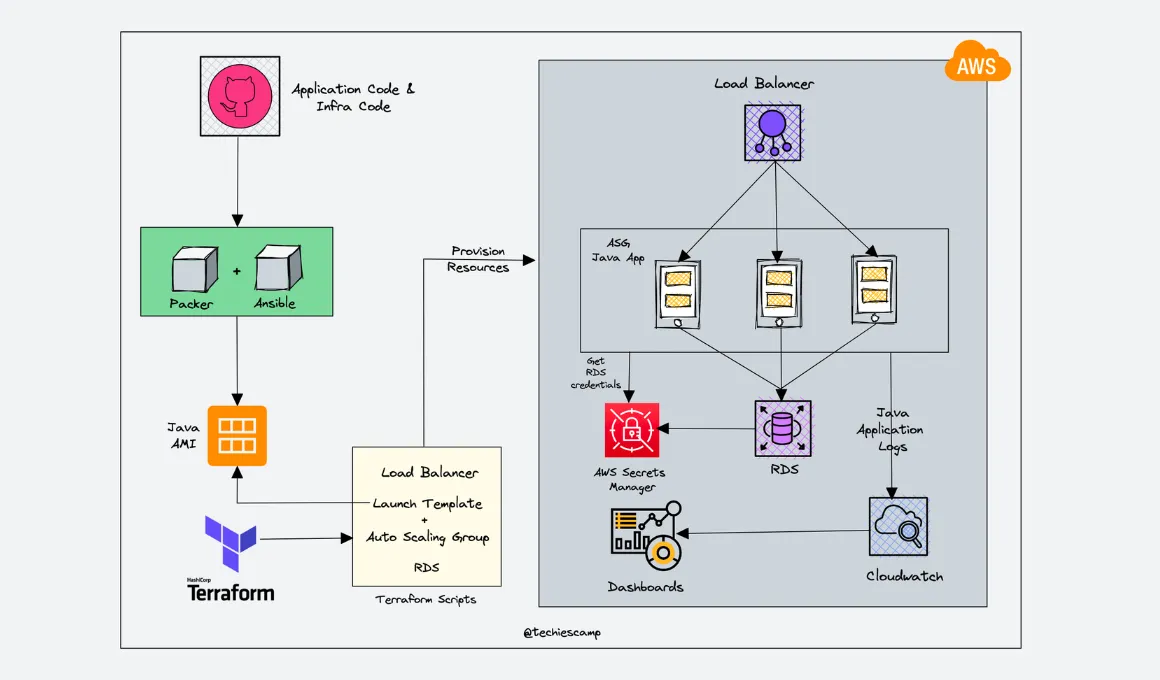 Application Code &
Infra Code
Packer
+
Ansible
Java
AMI
HashiCorp
Terraform
Load Balancer
Launch Template
+
Auto Scaling Group
RDS
Terraform Scripts
Provision
Resources
AWS
Load Balancer
ASG
Java App
Get
RDS
credentials
AWS Secrets
Manager
RDS
Java
Application
Logs
Dashboards
Cloudwatch
@techiescamp